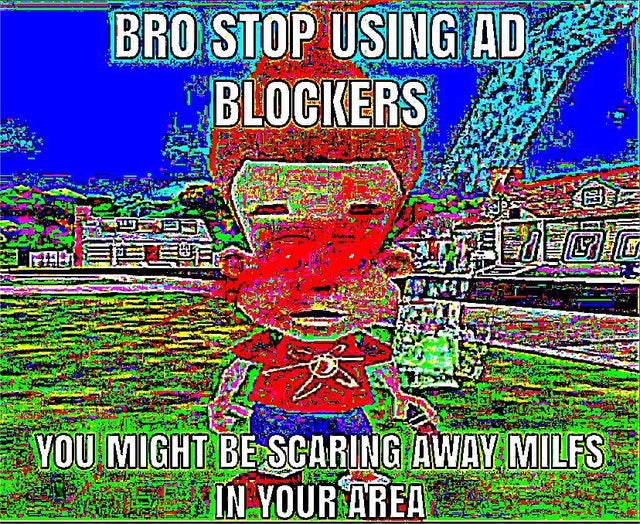 BRO STOP USING AD
BLOCKERS
YOU MIGHT BE SCARING AWAY MILFS
IN YOUR AREA